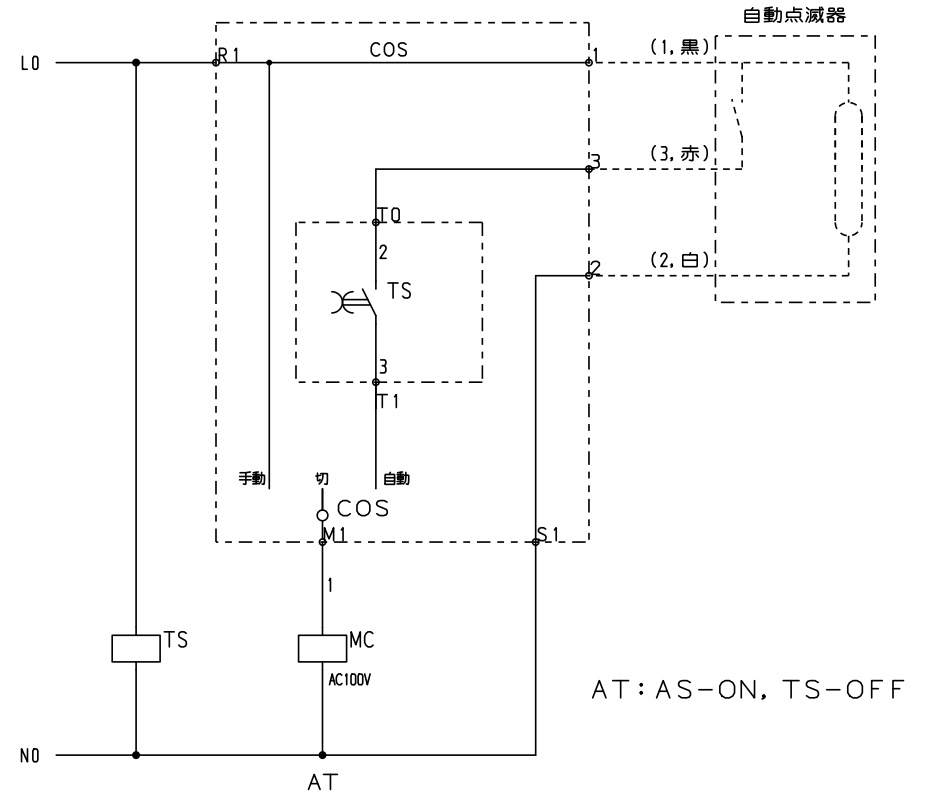 自動点滅器
L0
R1
COS
1
(1,黒)
3
(3,赤)
T0
2
2
(2,白)
TS
3
T1
手動
切
自動
COS
M1
S1
1
TS
MC
AC100V
AT:AS-ON, TS-OFF
N0
AT